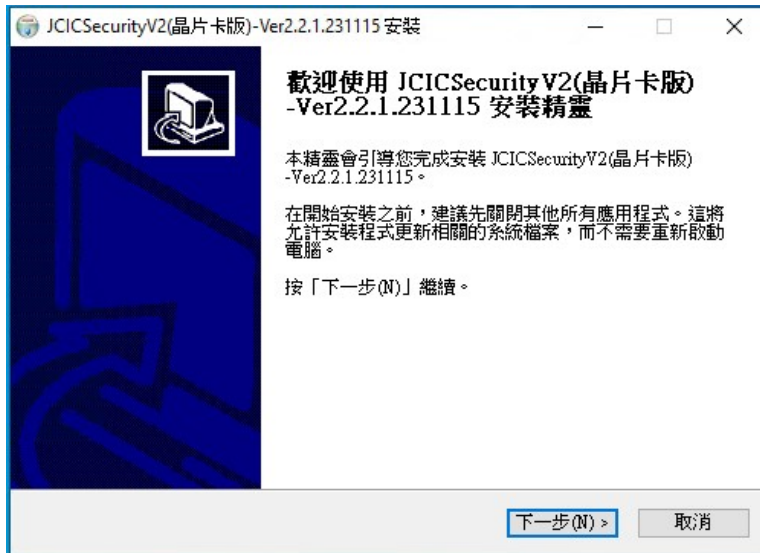 JCICSecurityV2(晶片卡版)-Ver2.2.1.231115 安裝
歡迎使用 JCICSecurityV2(晶片卡版)
-Ver2.2.1.231115 安裝精靈
本精靈會引導您完成安裝 JCICSecurityV2(晶片卡版)
-Ver2.2.1.231115。
在開始安裝之前，建議先關閉其他所有應用程式。這將
允許安裝程式更新相關的系統檔案，而不需要重新啟動
電腦。
按「下一步(N)」繼續。
下一步(N) >
取消